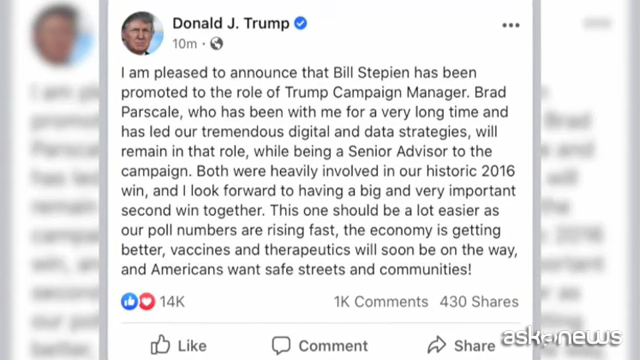 Donald J. Trump
10m ·
I am pleased to announce that Bill Stepien has been
promoted to the role of Trump Campaign Manager. Brad
Parscale, who has been with me for a very long time and
has led our tremendous digital and data strategies, will
remain in that role, while being a Senior Advisor to the
campaign. Both were heavily involved in our historic 2016
win, and I look forward to having a big and very important
second win together. This one should be a lot easier as
our poll numbers are rising fast, the economy is getting
better, vaccines and therapeutics will soon be on the way,
and Americans want safe streets and communities!
14K 1K Comments 430 Shares
Like Comment Share
askanews